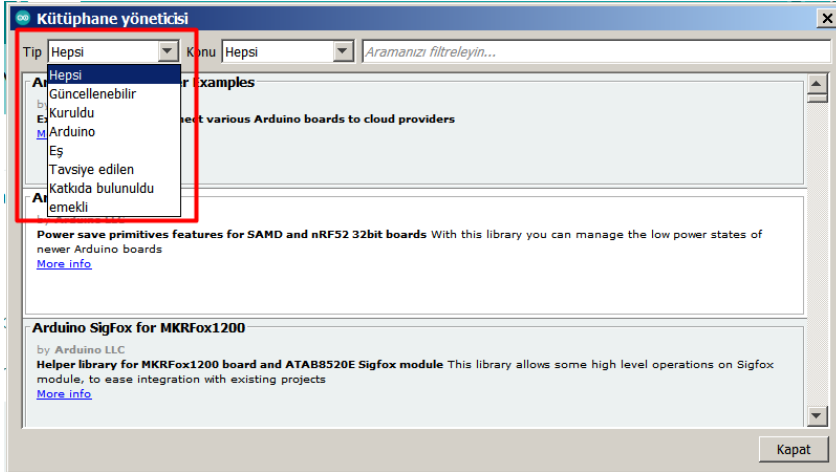 Kütüphane yöneticisi
Tip Hepsi Konu Hepsi Aramanızı filtreleyin...
Hepsi
Güncellenebilir
Kuruldu
Arduino
Eş
Tavsiye edilen
Katkıda bulunuldu
emekli
r Examples
various Arduino boards to cloud providers
Power save primitives features for SAMD and nRF52 32bit boards With this library you can manage the low power states of
newer Arduino boards
More info
Arduino SigFox for MKRFox1200
by Arduino LLC
Helper library for MKRFox1200 board and ATAB8520E Sigfox module This library allows some high level operations on Sigfox
module, to ease integration with existing projects
More info
Kapat